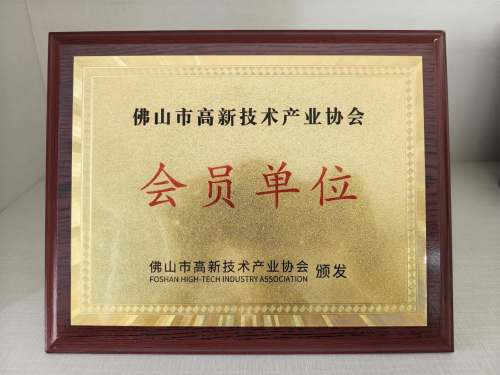 佛山市高新技术产业协会
会员单位
佛山市高新技术产业协会 颁发
FOSHAN HIGH-TECH INDUSTRY ASSOCIATION